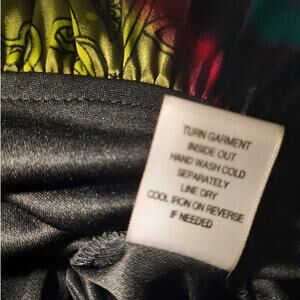 TURN GARMENT
INSIDE OUT
HAND WASH COLD
SEPARATELY
LINE DRY
COOL IRON ON REVERSE
IF NEEDED